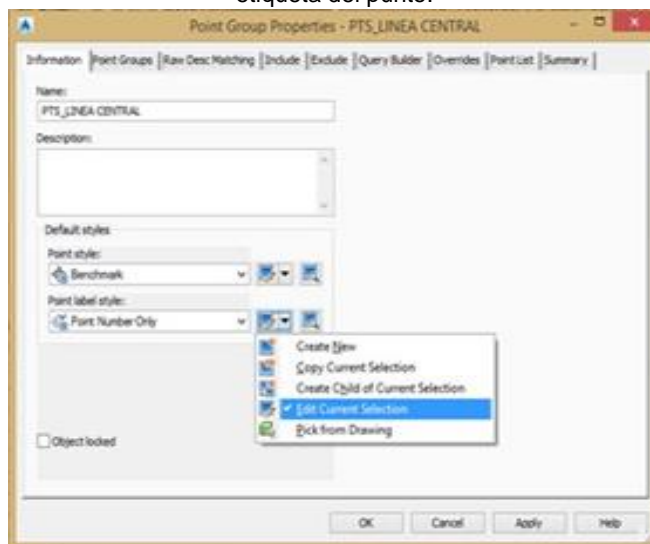 etiqueta del punto.
Point Group Properties - PTS_LINEA CENTRAL
Information Point Groups Raw Desc Matching Include Exclude Query Builder Overrides Point List Summary
Name:
PTS_LINEA CENTRAL
Description:
Default styles
Point style:
Benchmark
Point label style:
Point Number Only
Create New
Copy Current Selection
Create Child of Current Selection
Edit Current Selection
Pick from Drawing
Object locked
OK Cancel Apply Help